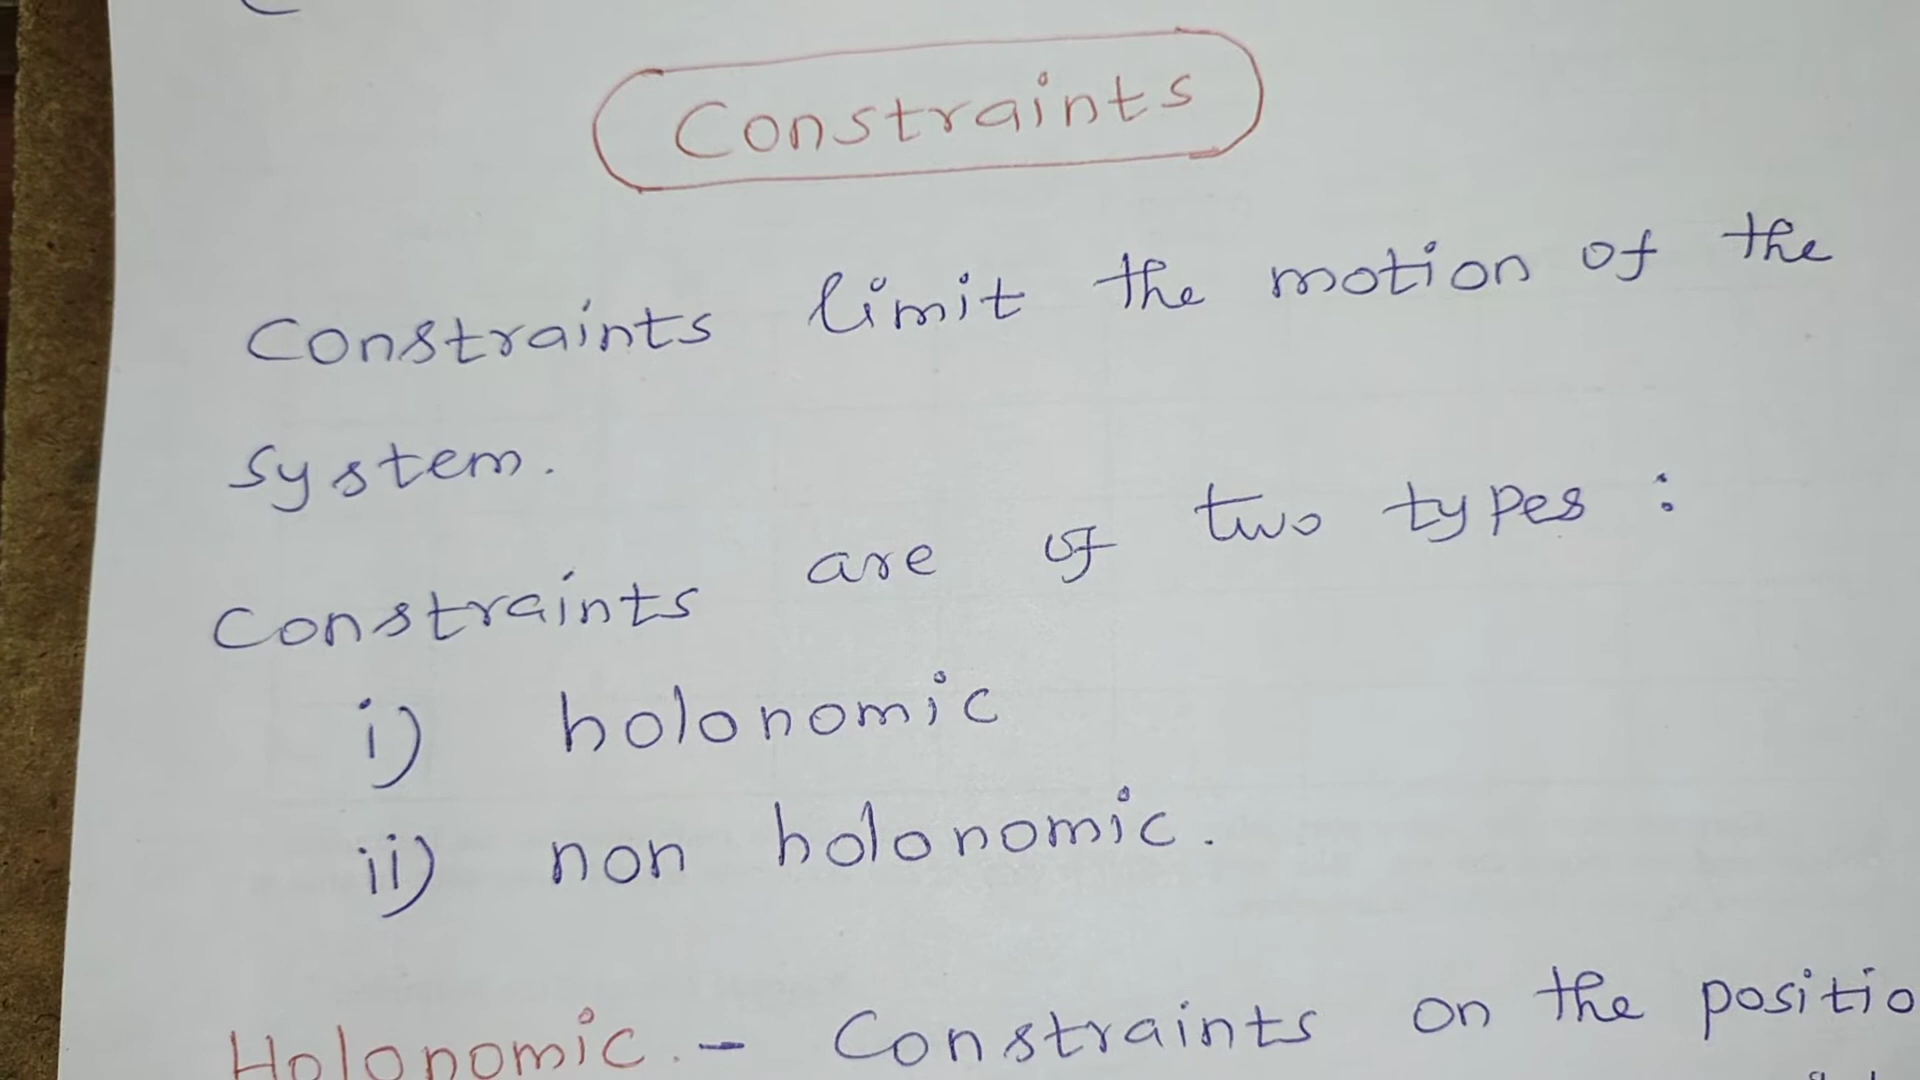 Constraints
Constraints limit the motion of the
system.
Constraints are of two types :
i) holonomic
ii) non holonomic.
Holonomic. - Constraints on the positio